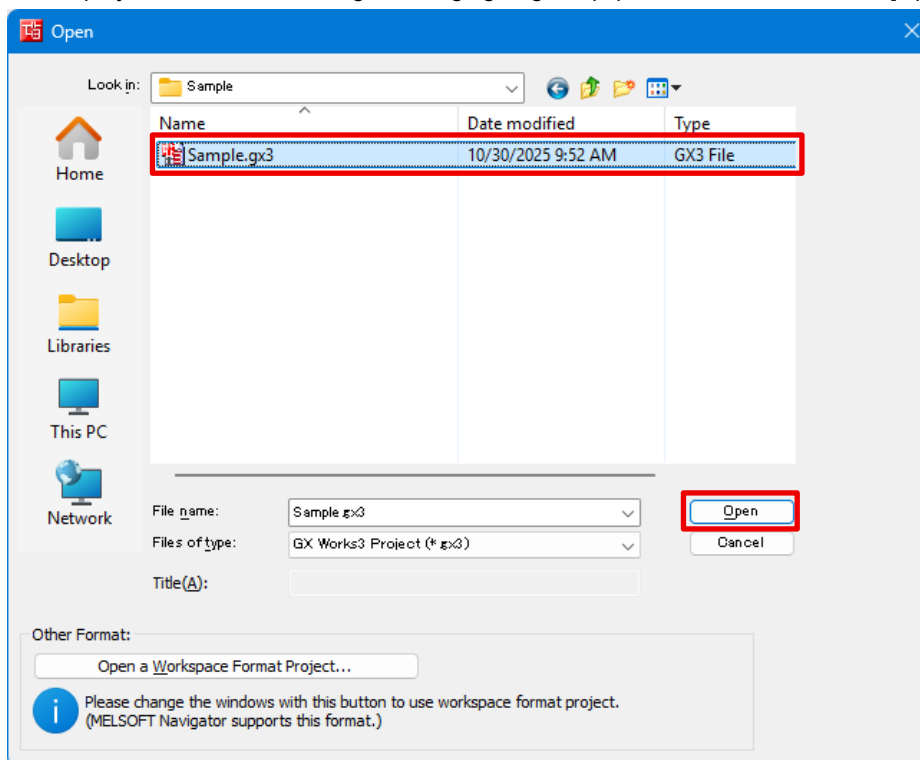 Open
Look in: Sample
Name Date modified Type
Sample.gx3 10/30/2025 9:52 AM GX3 File
Home
Desktop
Libraries
This PC
Network
File name: Sample.gx3 Open
Files of type: GX Works3 Project (*.gx3) Cancel
Title(A):
Other Format:
Open a Workspace Format Project...
Please change the windows with this button to use workspace format project.
(MELSOFT Navigator supports this format.)